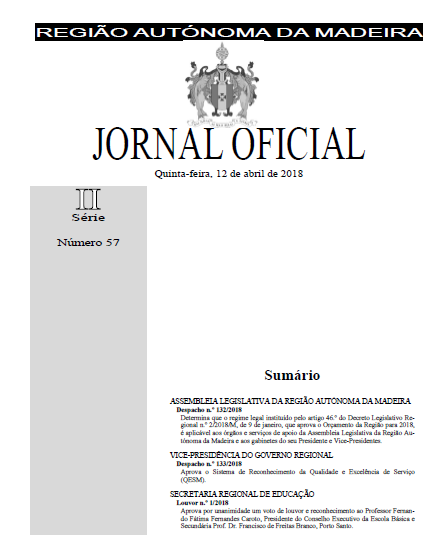 REGIÃO AUTÓNOMA DA MADEIRA
JORNAL OFICIAL
Quinta-feira, 12 de abril de 2018
II
Série
Número 57
Sumário
ASSEMBLEIA LEGISLATIVA DA REGIÃO AUTÓNOMA DA MADEIRA
Despacho n.º 132/2018
Determina que o regime legal instituído pelo artigo 46.º do Decreto Legislativo Re-
gional n.º 2/2018/M, de 9 de janeiro, que aprova o Orçamento da Região para 2018,
é aplicável aos órgãos e serviços de apoio da Assembleia Legislativa da Região Au-
tónoma da Madeira e aos gabinetes do seu Presidente e Vice-Presidentes.
VICE-PRESIDÊNCIA DO GOVERNO REGIONAL
Despacho n.º 133/2018
Aprova o Sistema de Reconhecimento da Qualidade e Excelência de Serviço
(QESM).
SECRETARIA REGIONAL DE EDUCAÇÃO
Louvor n.º 1/2018
Aprova por unanimidade um voto de louvor e reconhecimento ao Professor Fernan-
do Fátima Fernandes Caroto, Presidente do Conselho Executivo da Escola Básica e
Secundária Prof. Dr. Francisco de Freitas Branco, Porto Santo.